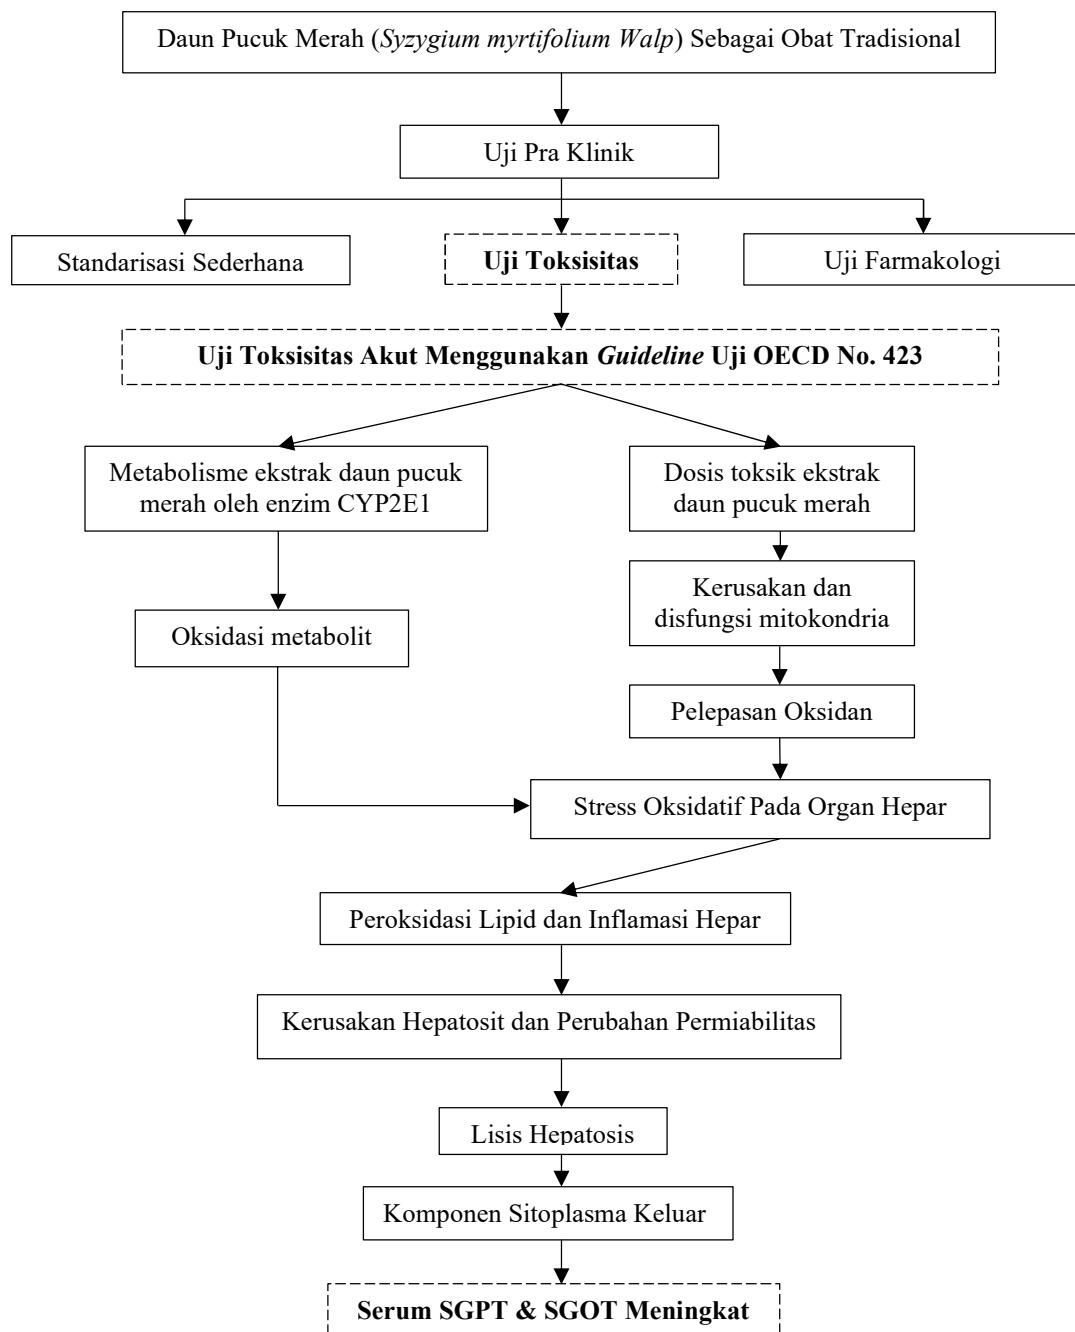 Daun Pucuk Merah (Syzygium myrtifolium Walp) Sebagai Obat Tradisional
Uji Pra Klinik
Standarisasi Sederhana
Uji Toksisitas
Uji Farmakologi
Uji Toksisitas Akut Menggunakan Guideline Uji OECD No. 423
Metabolisme ekstrak daun pucuk
merah oleh enzim CYP2E1
Dosis toksik ekstrak
daun pucuk merah
Kerusakan dan
disfungsi mitokondria
Oksidasi metabolit
Pelepasan Oksidan
Stress Oksidatif Pada Organ Hepar
Peroksidasi Lipid dan Inflamasi Hepar
Kerusakan Hepatosit dan Perubahan Permiabilitas
Lisis Hepatosis
Komponen Sitoplasma Keluar
Serum SGPT & SGOT Meningkat